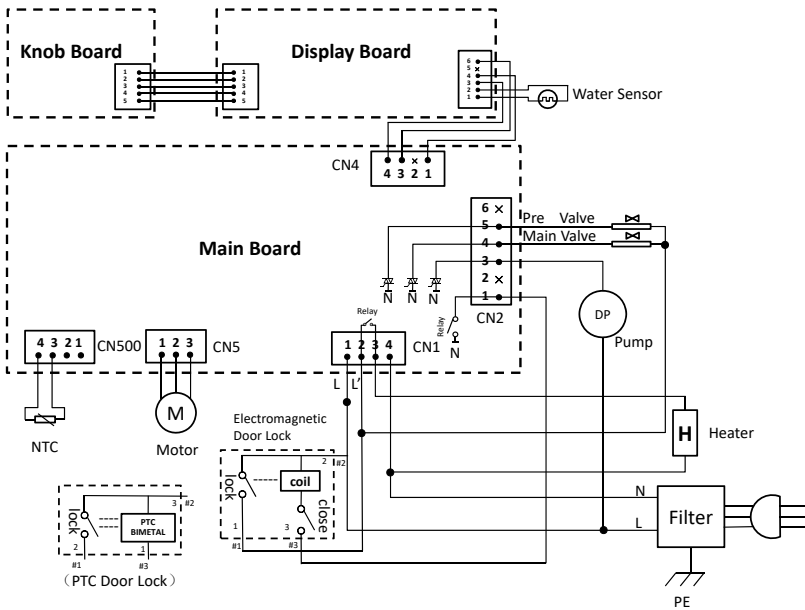 Knob Board
1
2
3
4
5
Display Board
1
2
3
4
5
6
5
4
3
2
1
Water Sensor
CN4
4 3 2 1
Main Board
6
5
4
3
2
1
CN2
Pre Valve
Main Valve
N
N
N
Relay
N
DP
Pump
Relay
4 3 2 1
CN500
1 2 3
CN5
1 2 3 4
CN1
L
L'
NTC
M
Motor
Electromagnetic
Door Lock
lock
coil
close
2
#2
1
3
#1
#3
H
Heater
N
L
Filter
PE
lock
PTC
BIMETAL
3
#2
2
1
#1
#3
（PTC Door Lock）